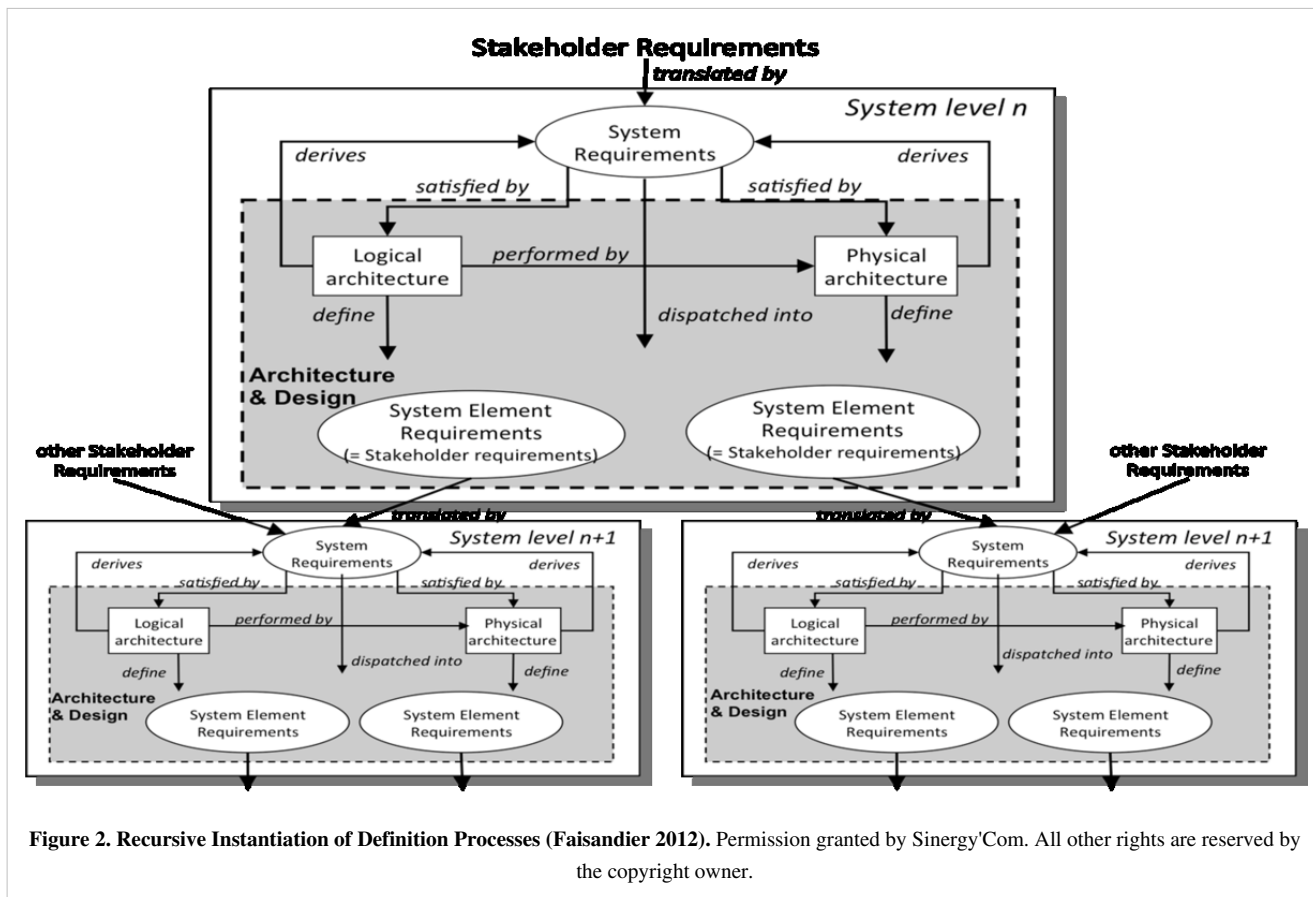 Stakeholder Requirements
translated by
System level n
System
Requirements
derives
derives
satisfied by
satisfied by
Logical
architecture
performed by
Physical
architecture
define
dispatched into
define
Architecture
& Design
System Element
Requirements
(= Stakeholder requirements)
System Element
Requirements
(= Stakeholder requirements)
other Stakeholder
Requirements
other Stakeholder
Requirements
translated by
translated by
System level n+1
System
Requirements
derives
derives
satisfied by
satisfied by
Logical
architecture
performed by
Physical
architecture
define
dispatched into
define
Architecture
& Design
System Element
Requirements
System Element
Requirements
System level n+1
System
Requirements
derives
derives
satisfied by
satisfied by
Logical
architecture
performed by
Physical
architecture
define
dispatched into
define
Architecture
& Design
System Element
Requirements
System Element
Requirements
Figure 2. Recursive Instantiation of Definition Processes (Faisandier 2012). Permission granted by Sinergy'Com. All other rights are reserved by
the copyright owner.